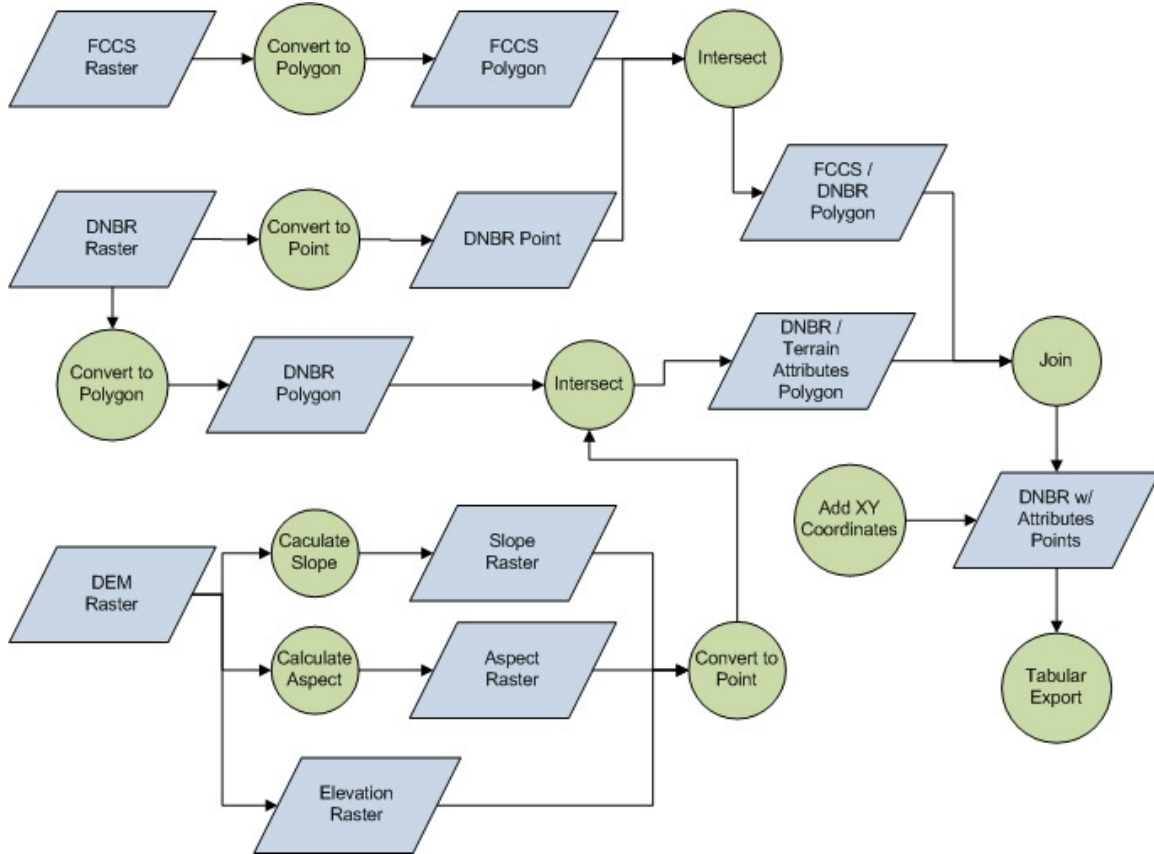 FCCS
Raster
Convert to
Polygon
FCCS
Polygon
Intersect
FCCS /
DNBR
Polygon
DNBR
Raster
Convert to
Point
DNBR Point
Convert to
Polygon
DNBR
Polygon
Intersect
DNBR /
Terrain
Attributes
Polygon
Join
Add XY
Coordinates
DNBR w/
Attributes
Points
Caculate
Slope
Slope
Raster
DEM
Raster
Calculate
Aspect
Aspect
Raster
Convert to
Point
Tabular
Export
Elevation
Raster